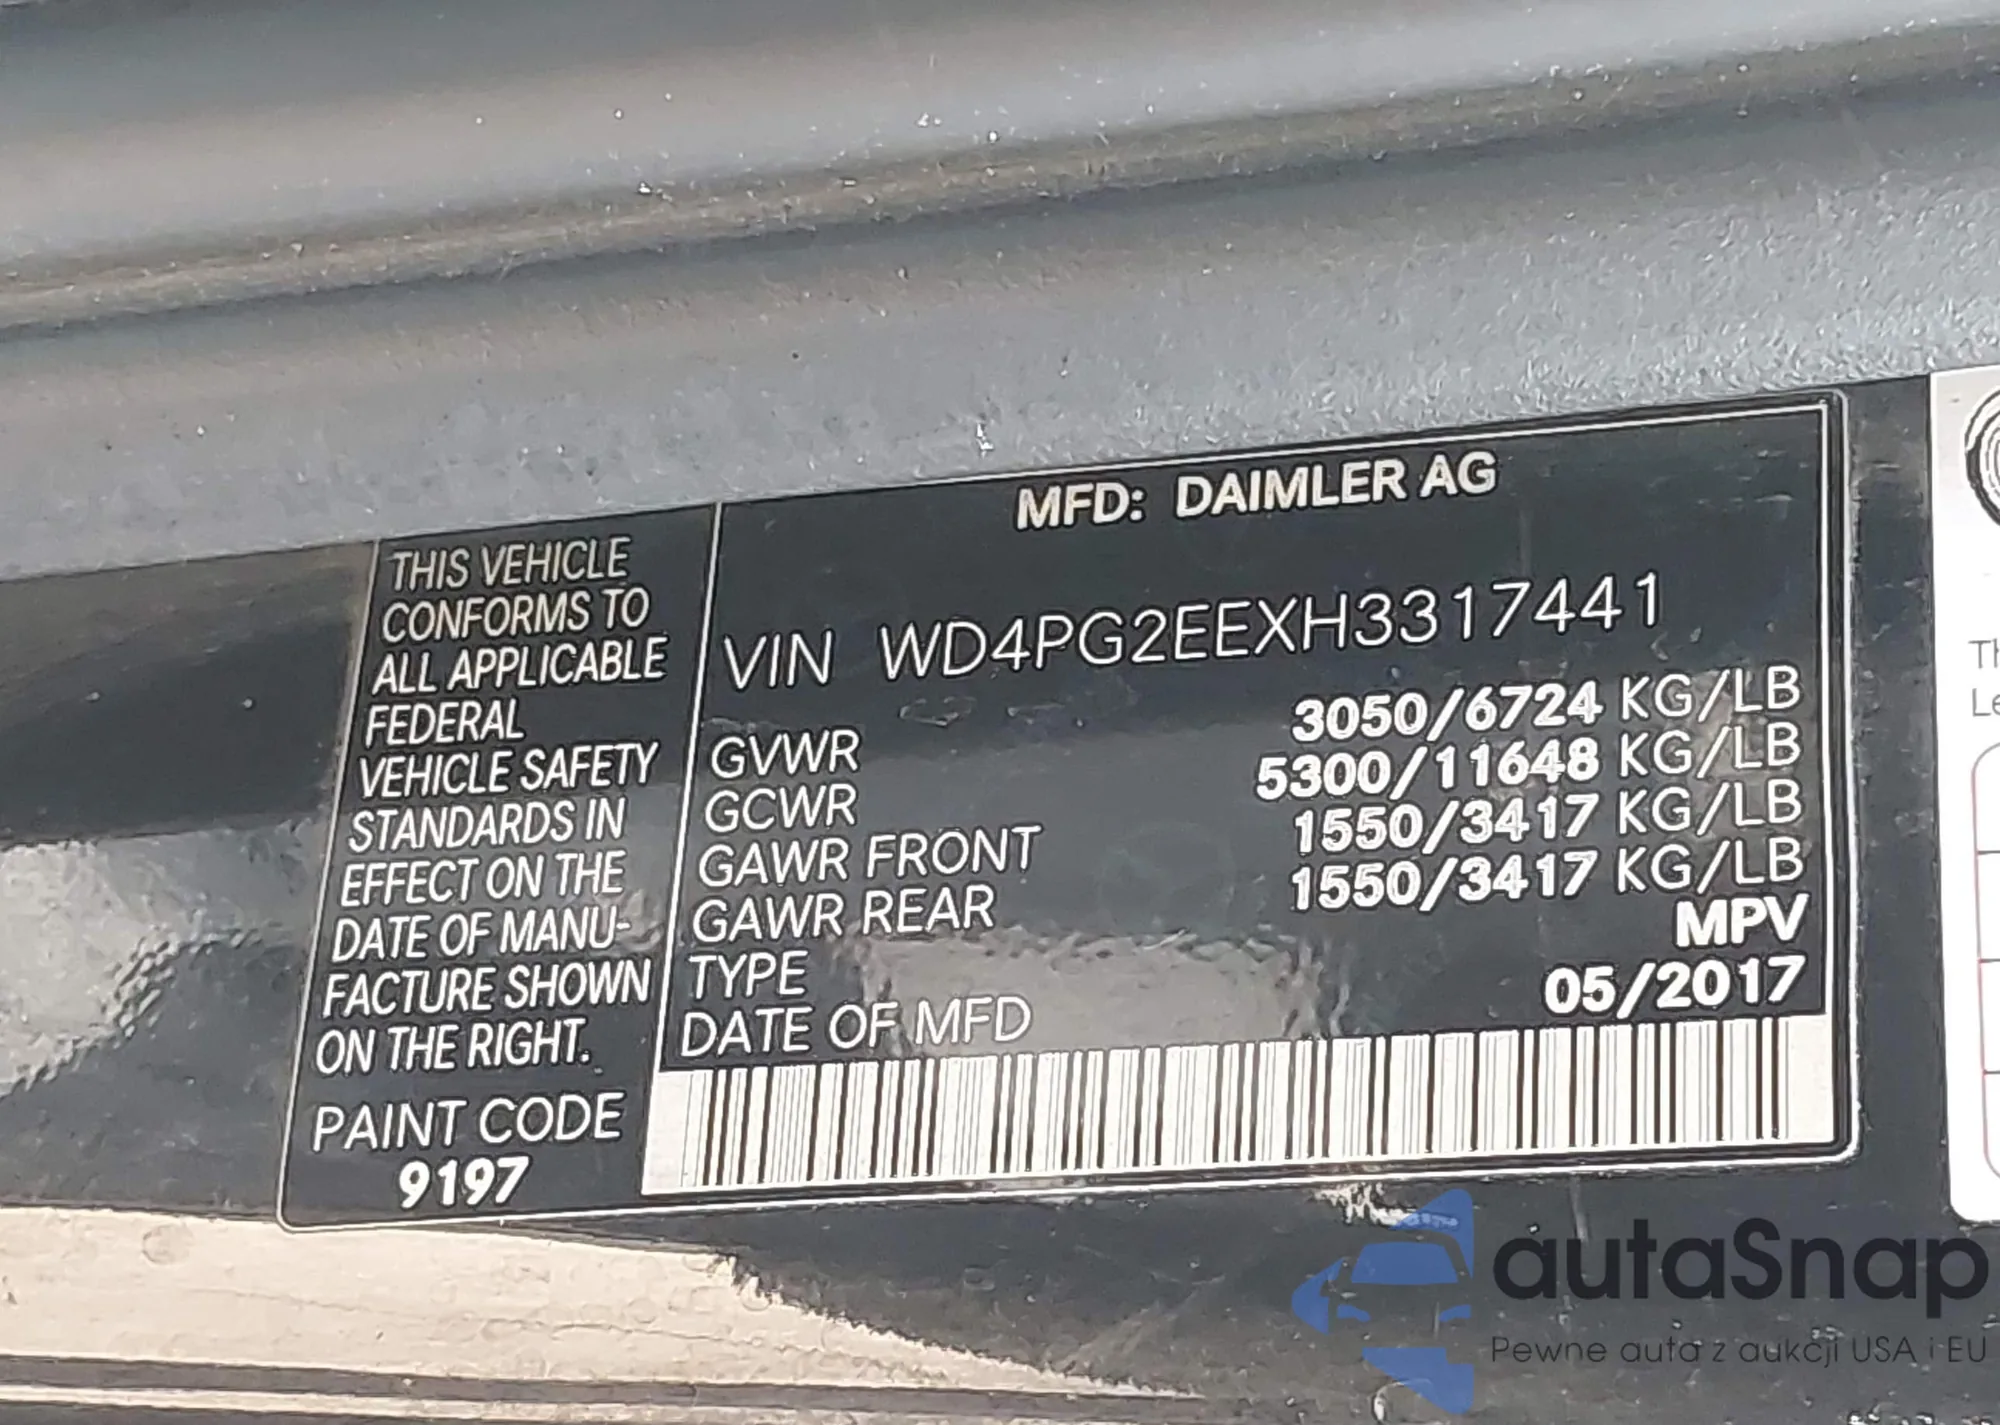 MFD: DAIMLER AG
THIS VEHICLE
CONFORMS TO
ALL APPLICABLE
FEDERAL
VEHICLE SAFETY
STANDARDS IN
EFFECT ON THE
DATE OF MANU-
FACTURE SHOWN
ON THE RIGHT.
PAINT CODE
9197
VIN WD4PG2EEXH3317441
GVWR 3050/6724 KG/LB
GCWR 5300/11648 KG/LB
GAWR FRONT 1550/3417 KG/LB
GAWR REAR 1550/3417 KG/LB
TYPE MPV
DATE OF MFD 05/2017
autaSnap
Pewne auta z aukcji USA i EU